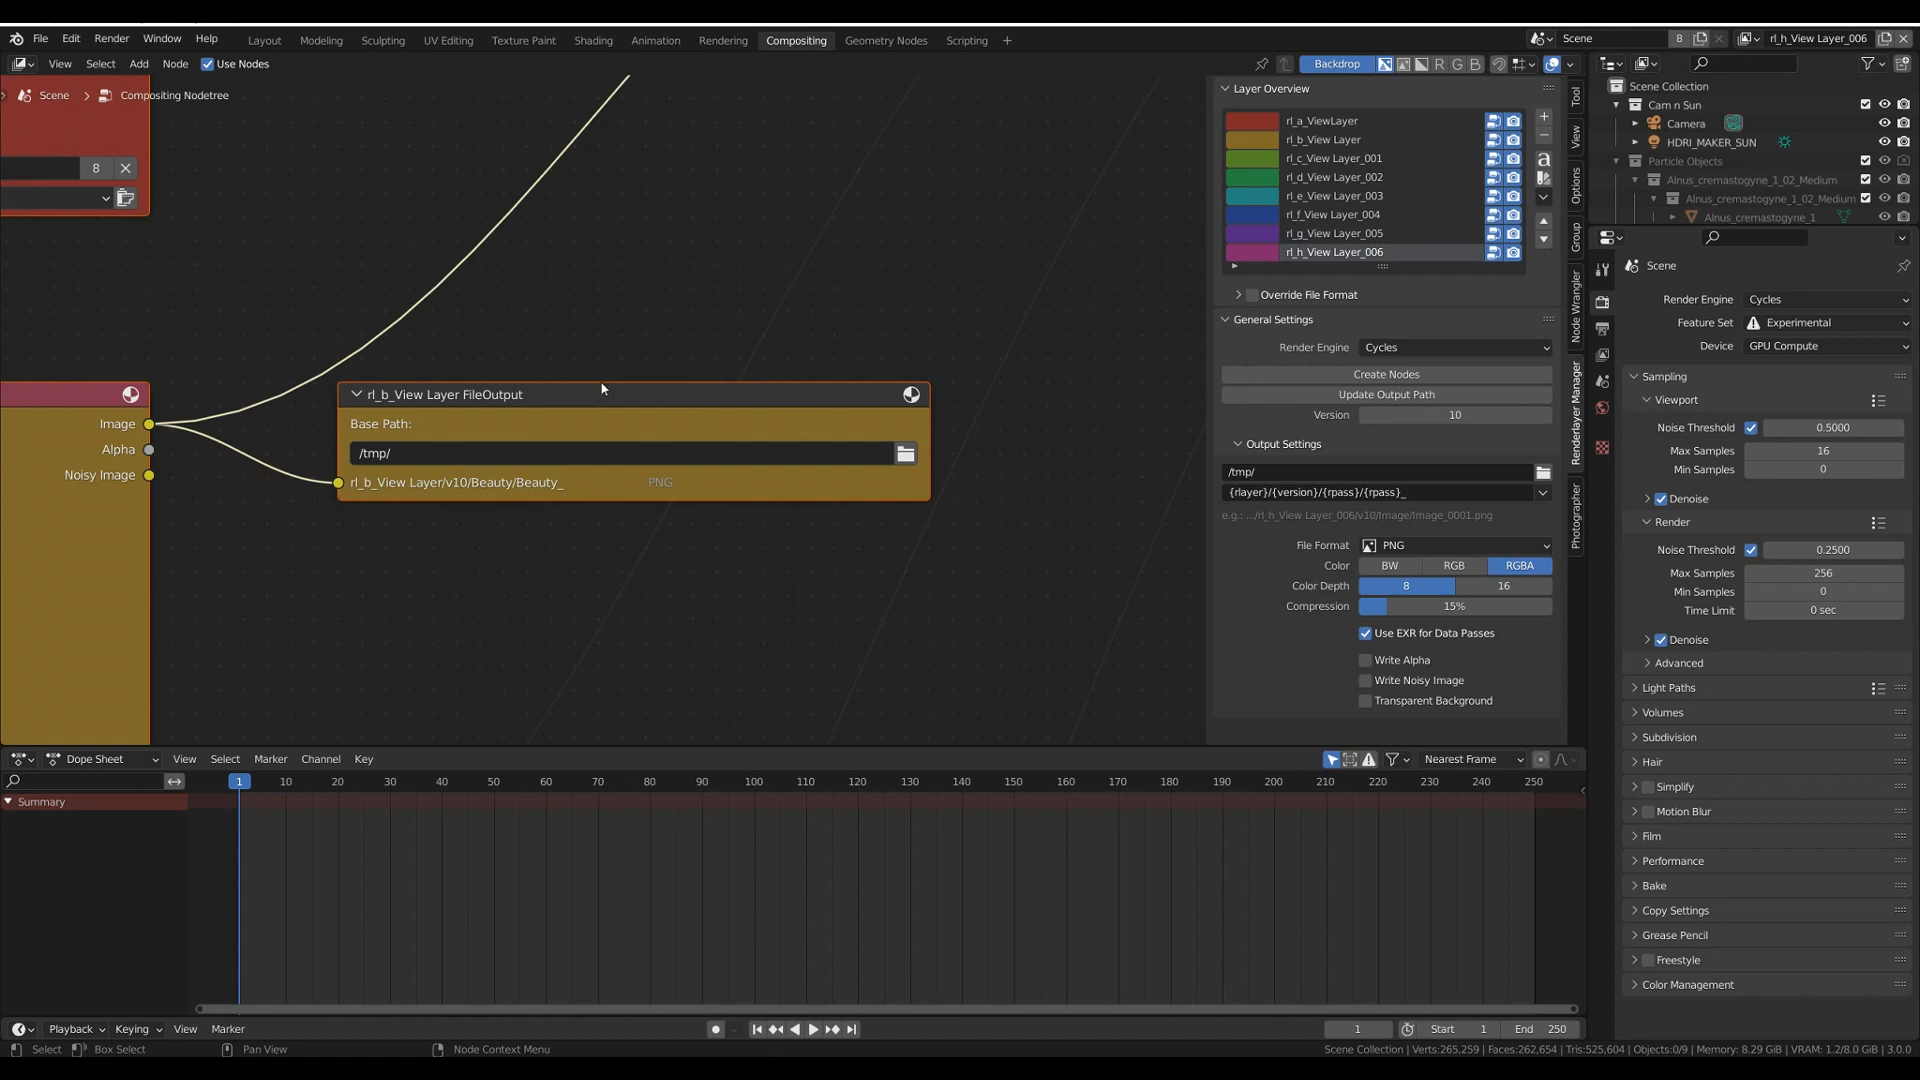 File Edit Render Window Help Layout Modeling Sculpting UV Editing Texture Paint Shading Animation Rendering Compositing Geometry Nodes Scripting + Scene 8 rl_h_View Layer_006
View Select Add Node Use Nodes Backdrop R G B
Scene > Compositing Nodetree
8
Image
Alpha
Noisy Image
rl_b_View Layer FileOutput
Base Path:
/tmp/
rl_b_View Layer/v10/Beauty/Beauty_ PNG
Layer Overview
rl_a_ViewLayer
rl_b_View Layer
rl_c_View Layer_001
rl_d_View Layer_002
rl_e_View Layer_003
rl_f_View Layer_004
rl_g_View Layer_005
rl_h_View Layer_006
a
Override File Format
General Settings
Render Engine Cycles
Create Nodes
Update Output Path
Version 10
Output Settings
/tmp/
{rlayer}/{version}/{rpass}/{rpass}_
e.g.: .../rl_h_View Layer_006/v10/Image/Image_0001.png
File Format PNG
Color BW RGB RGBA
Color Depth 8 16
Compression 15%
Use EXR for Data Passes
Write Alpha
Write Noisy Image
Transparent Background
Tool
View
Options
Group
Node Wrangler
Renderlayer Manager
Photographer
Scene Collection
Cam n Sun
Camera
HDRI_MAKER_SUN
Particle Objects
Alnus_cremastogyne_1_02_Medium
Alnus_cremastogyne_1_02_Medium
Alnus_cremastogyne_1
Scene
Render Engine Cycles
Feature Set Experimental
Device GPU Compute
Sampling
Viewport
Noise Threshold 0.5000
Max Samples 16
Min Samples 0
Denoise
Render
Noise Threshold 0.2500
Max Samples 256
Min Samples 0
Time Limit 0 sec
Denoise
Advanced
Light Paths
Volumes
Subdivision
Hair
Simplify
Motion Blur
Film
Performance
Bake
Copy Settings
Grease Pencil
Freestyle
Color Management
Dope Sheet View Select Marker Channel Key Nearest Frame
1 10 20 30 40 50 60 70 80 90 100 110 120 130 140 150 160 170 180 190 200 210 220 230 240 250
Summary
Playback Keying View Marker 1 Start 1 End 250
Select Box Select Pan View Node Context Menu Scene Collection | Verts:265,259 | Faces:262,654 | Tris:525,604 | Objects:0/9 | Memory: 8.29 GiB | VRAM: 1.2/8.0 GiB | 3.0.0